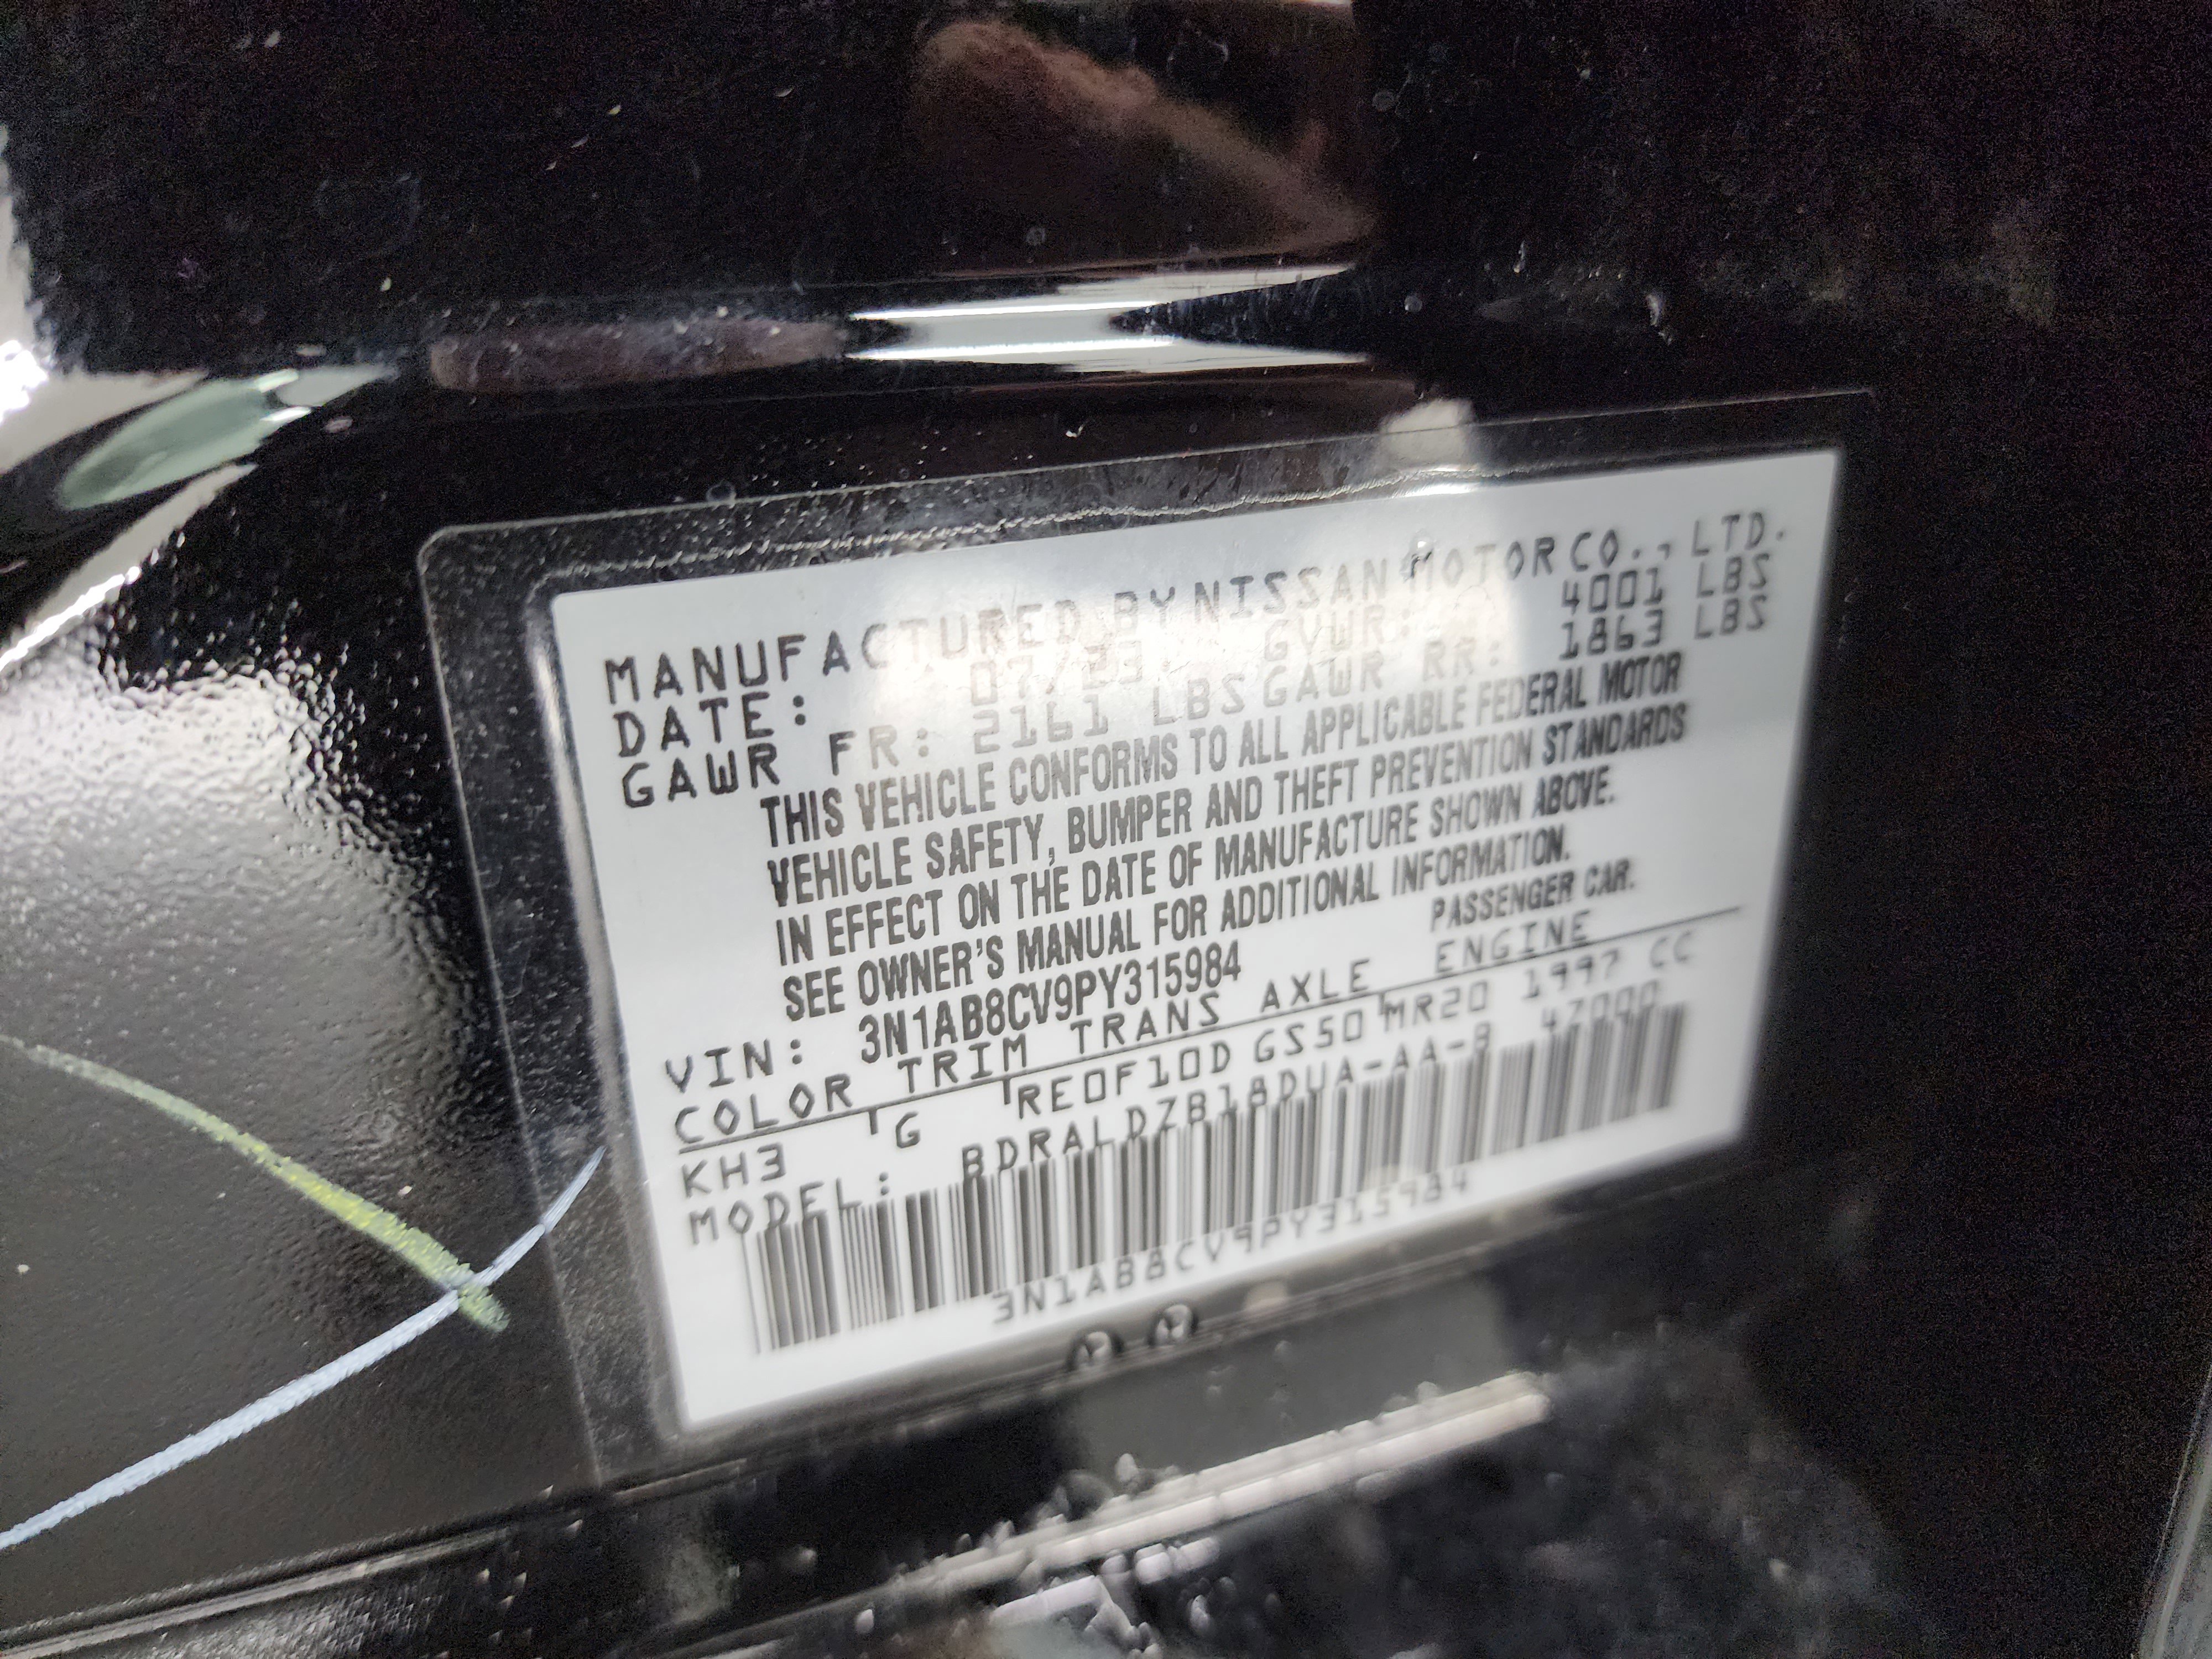 MANUFACTURED BY NISSAN MOTOR CO., LTD.
DATE: 07/23 GVWR: 4001 LBS
GAWR FR: 2161 LBS GAWR RR: 1863 LBS
THIS VEHICLE CONFORMS TO ALL APPLICABLE FEDERAL MOTOR
VEHICLE SAFETY, BUMPER AND THEFT PREVENTION STANDARDS
IN EFFECT ON THE DATE OF MANUFACTURE SHOWN ABOVE.
SEE OWNER'S MANUAL FOR ADDITIONAL INFORMATION.
VIN: 3N1AB8CV9PY315984 PASSENGER CAR.
COLOR TRIM TRANS AXLE ENGINE
KH3 G RE0F10D GS50 MR20 1997 CC
MODEL: BDRALDZB18DUA-AA-B 47000
3N1AB8CV9PY315984